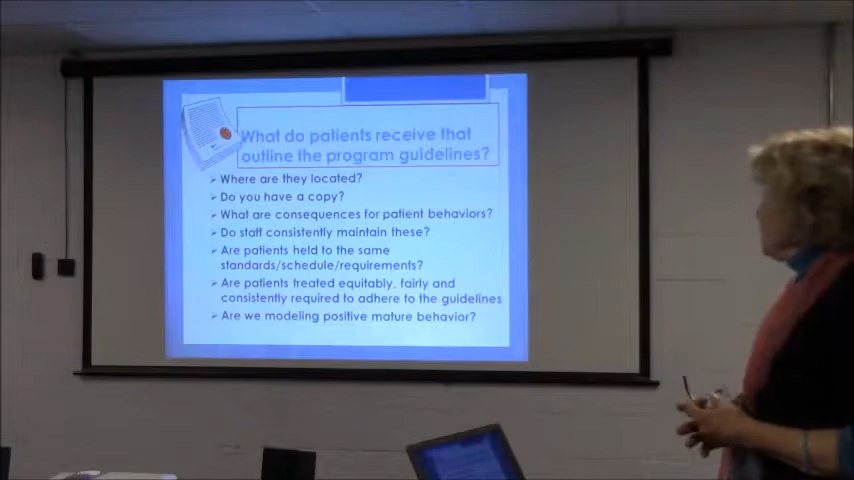 What do patients receive that
outline the program guidelines?
Where are they located?
Do you have a copy?
What are consequences for patient behaviors?
Do staff consistently maintain these?
Are patients held to the same
standards/schedule/requirements?
Are patients treated equitably, fairly and
consistently required to adhere to the guidelines
Are we modeling positive mature behavior?